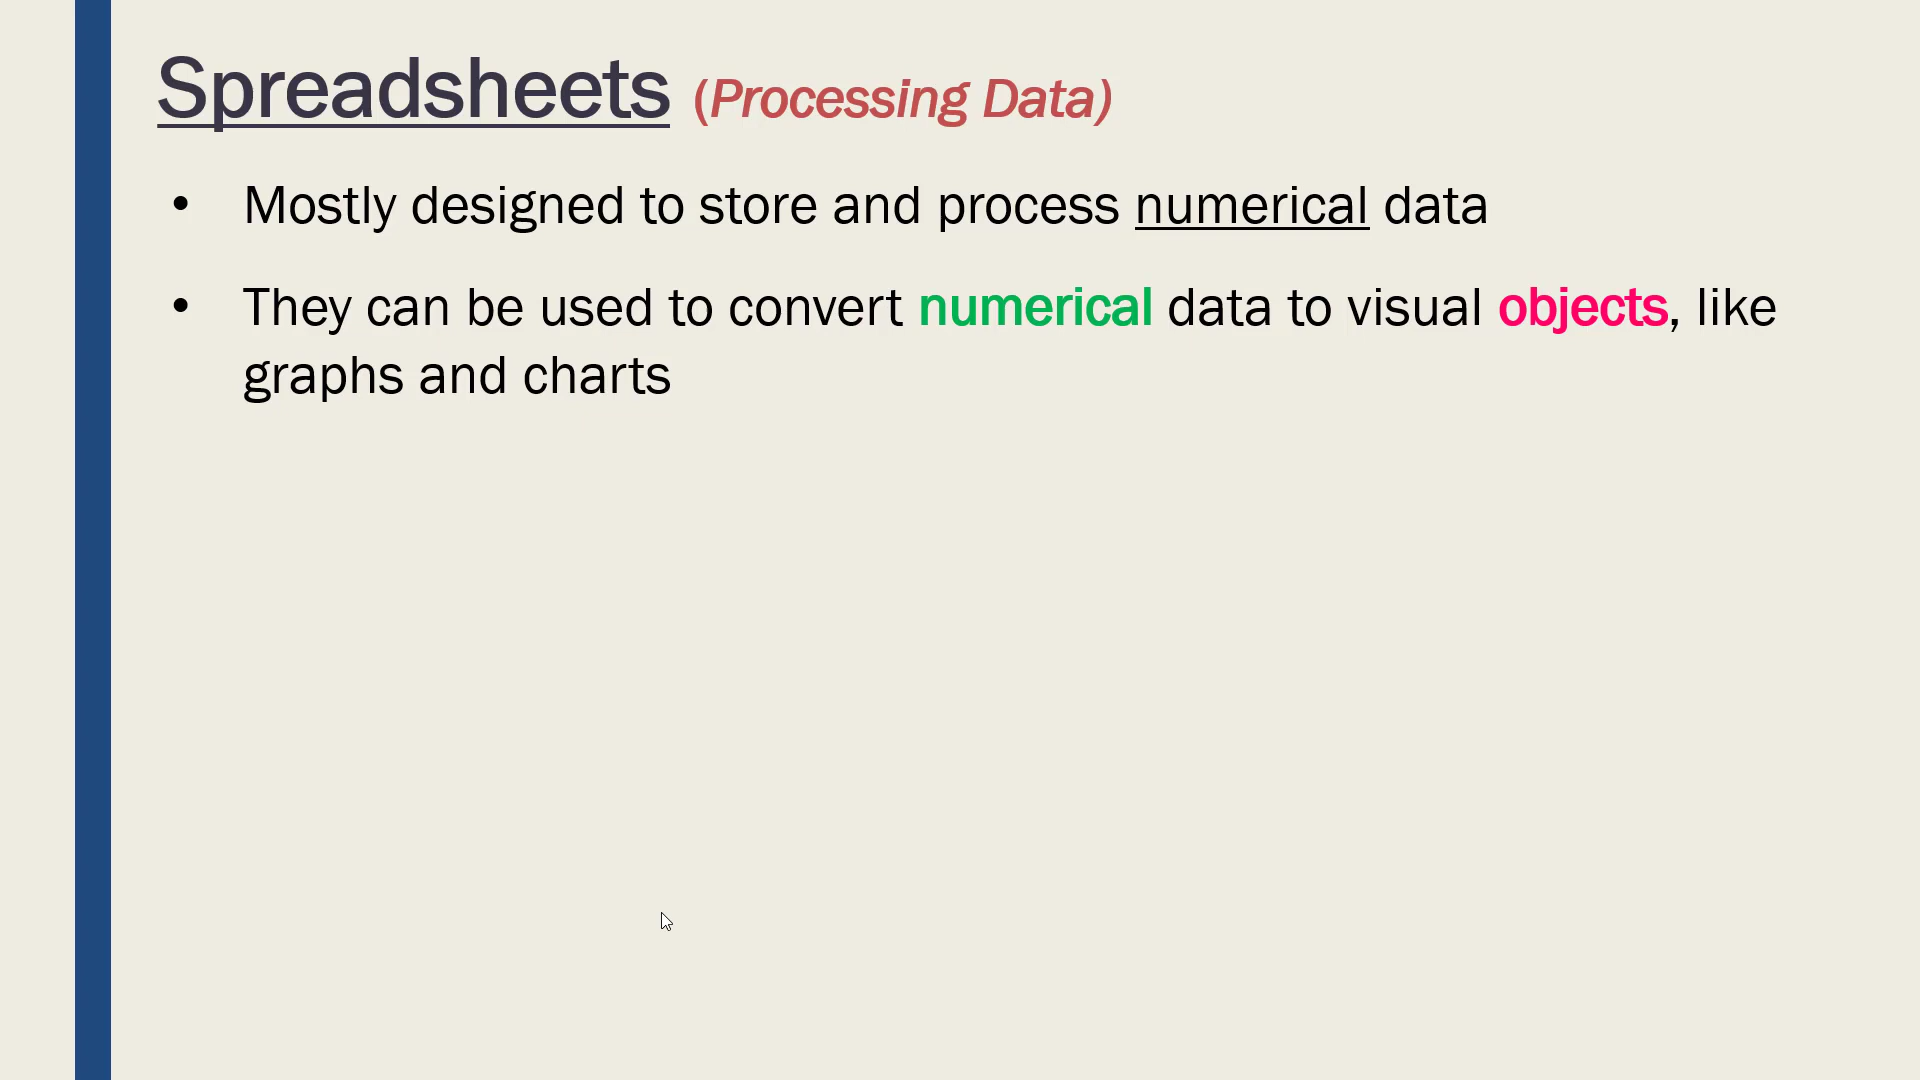 Spreadsheets (Processing Data)
• Mostly designed to store and process numerical data
• They can be used to convert numerical data to visual objects, like
graphs and charts